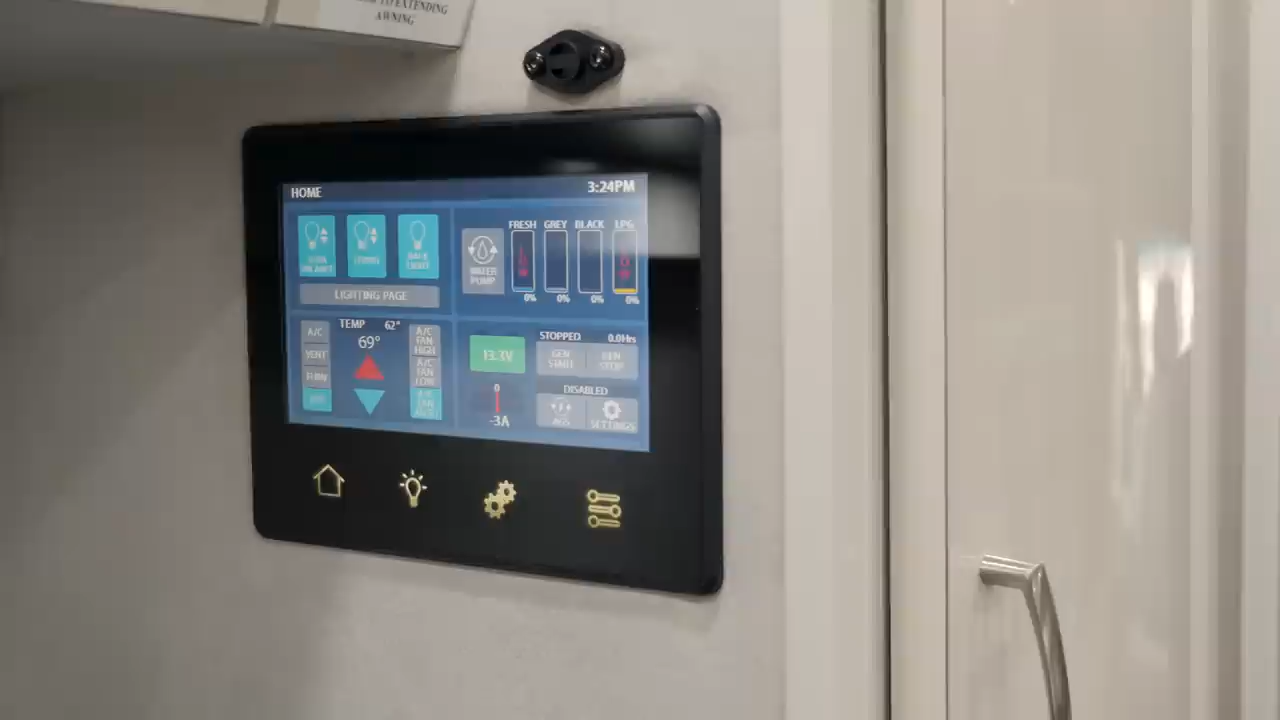 TO EXTENDING
AWNING
HOME
3:24PM
LIGHTING PAGE
WATER
PUMP
FRESH GREY BLACK LPG
0% 0% 0% 0%
A/C
VENT
TEMP 62°
69°
A/C
FAN
HIGH
A/C
FAN
LOW
13.3V
0
-3A
STOPPED 0.0Hrs
GEN
START
GEN
STOP
DISABLED
AGS
SETTINGS